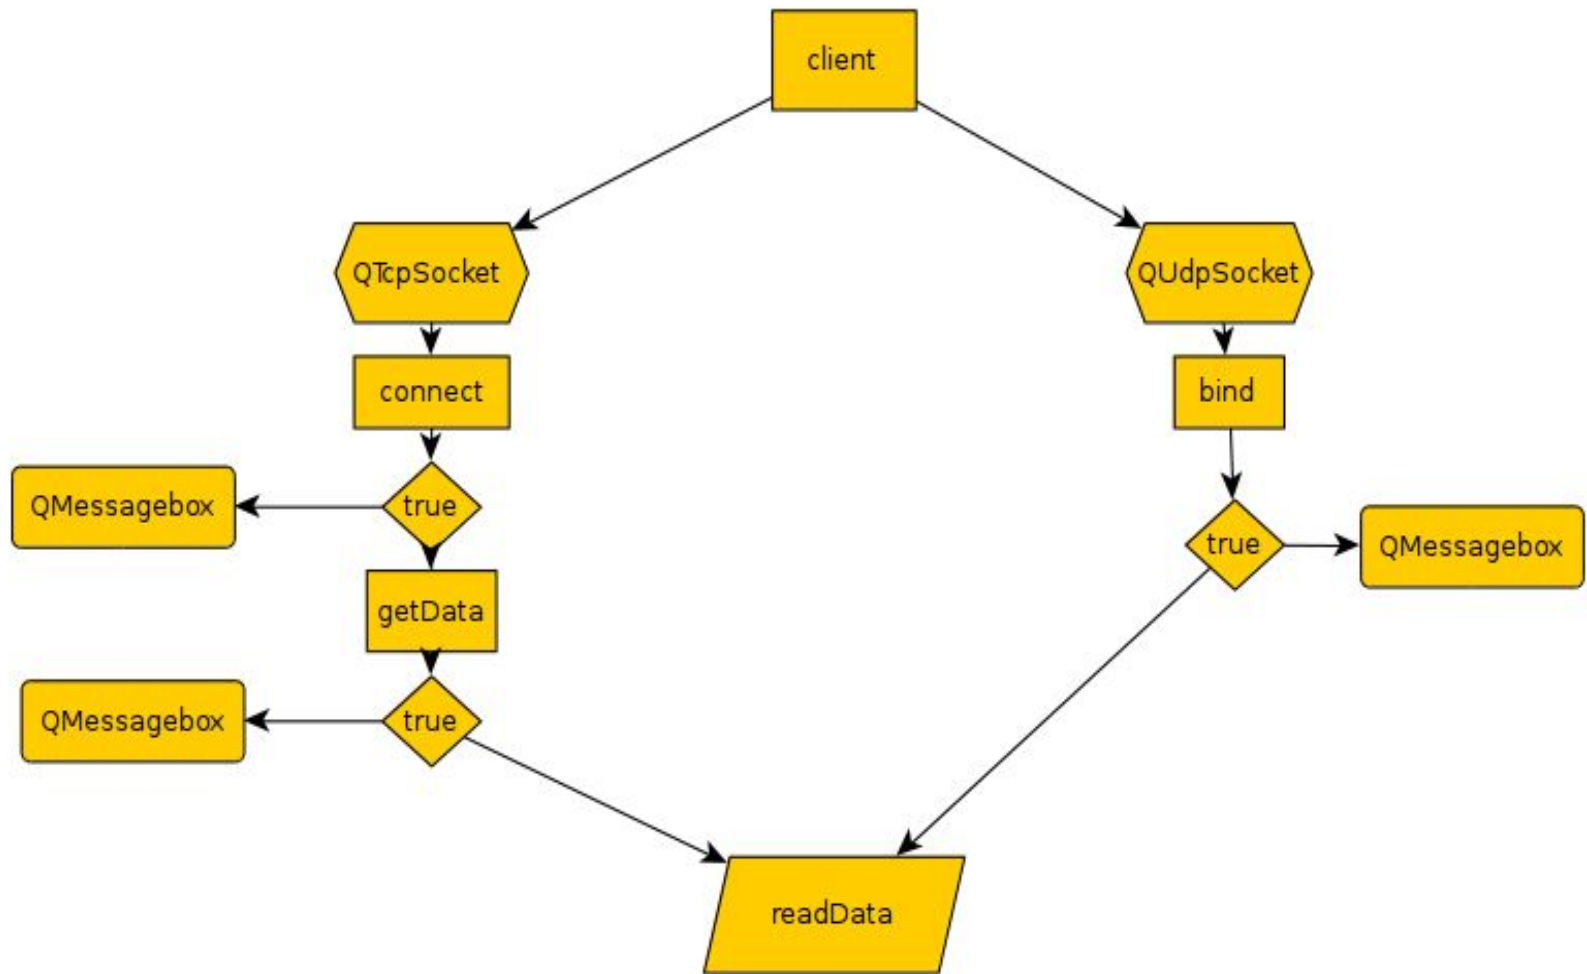 client
QTcpSocket
QUdpSocket
connect
bind
QMessagebox
true
true
QMessagebox
getData
QMessagebox
true
readData